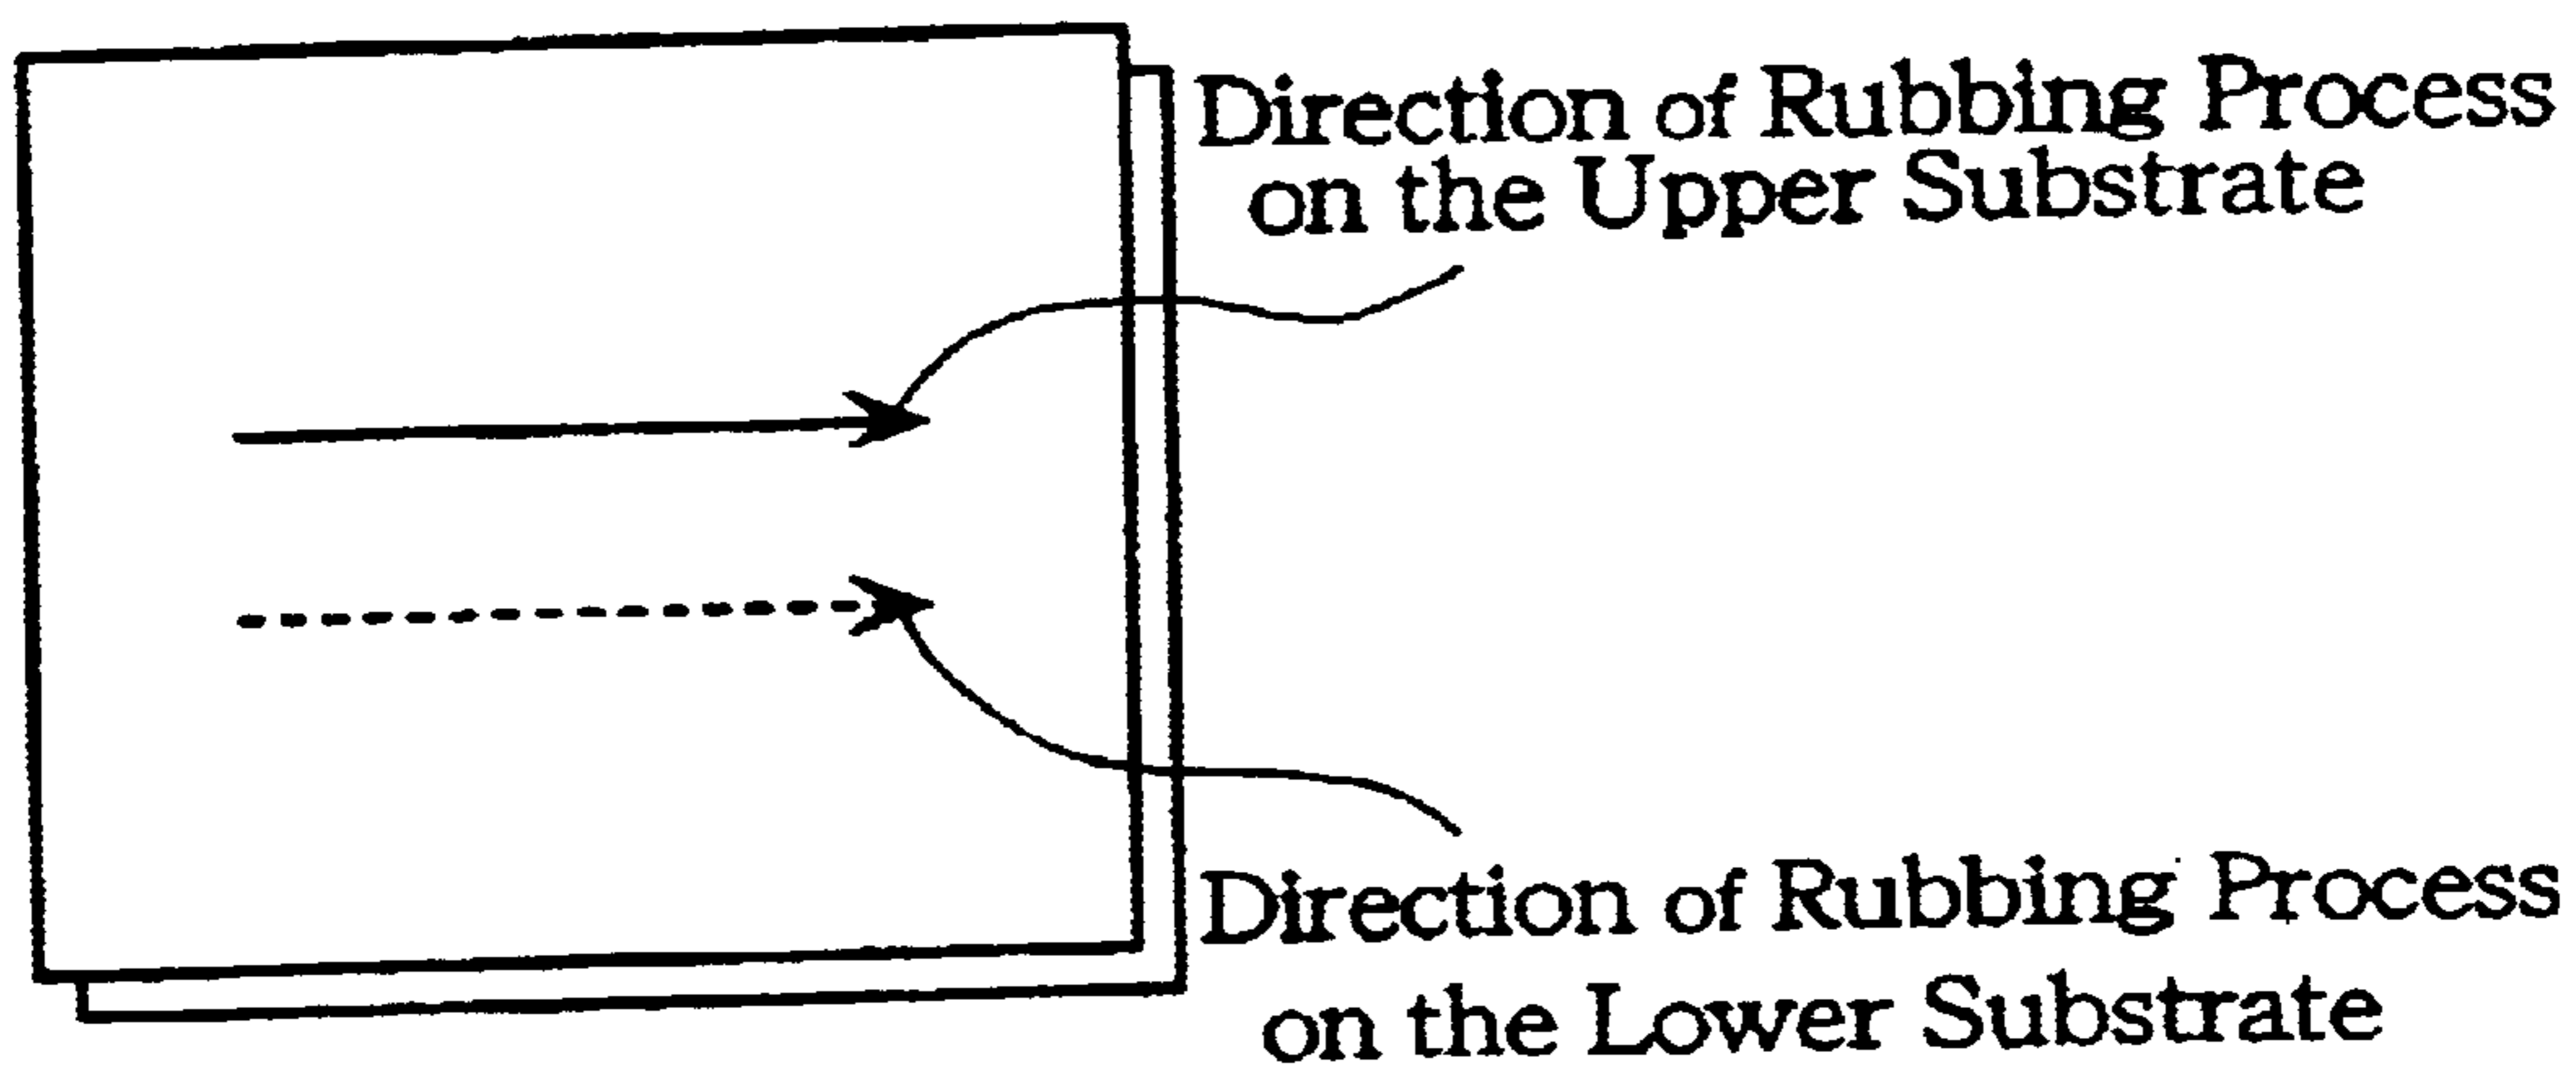 Direction of Rubbing Process
on the Upper Substrate
Direction of Rubbing Process
on the Lower Substrate